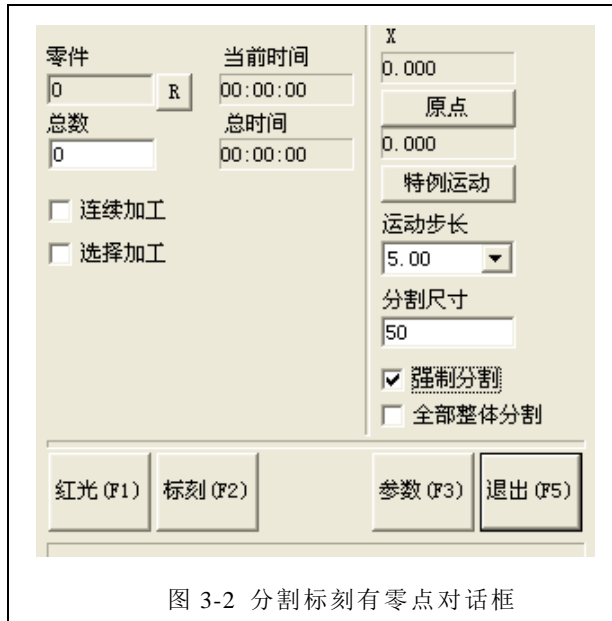 零件
当前时间
0
R
00:00:00
总数
总时间
0
00:00:00
连续加工
选择加工
X
0.000
原点
0.000
特例运动
运动步长
5.00
分割尺寸
50
强制分割
全部整体分割
红光(F1)
标刻(F2)
参数(F3)
退出(F5)
图 3-2 分割标刻有零点对话框